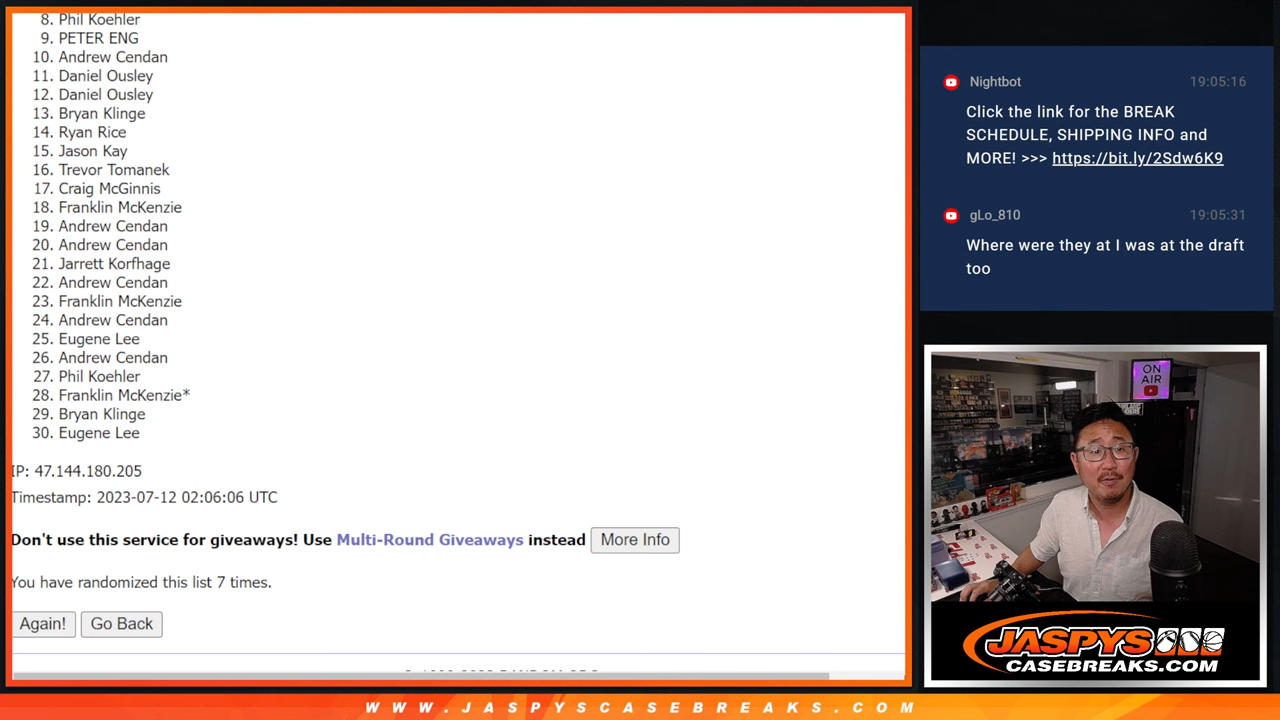 8. Phil Koehler
9. PETER ENG
10. Andrew Cendan
11. Daniel Ousley
12. Daniel Ousley
13. Bryan Klinge
14. Ryan Rice
15. Jason Kay
16. Trevor Tomanek
17. Craig McGinnis
18. Franklin McKenzie
19. Andrew Cendan
20. Andrew Cendan
21. Jarrett Korfhage
22. Andrew Cendan
23. Franklin McKenzie
24. Andrew Cendan
25. Eugene Lee
26. Andrew Cendan
27. Phil Koehler
28. Franklin McKenzie*
29. Bryan Klinge
30. Eugene Lee
IP: 47.144.180.205
Timestamp: 2023-07-12 02:06:06 UTC
Don't use this service for giveaways! Use Multi-Round Giveaways instead More Info
You have randomized this list 7 times.
Again! Go Back
Nightbot 19:05:16
Click the link for the BREAK
SCHEDULE, SHIPPING INFO and
MORE! >>> https://bit.ly/2Sdw6K9
gLo_810 19:05:31
Where were they at I was at the draft
too
ON
AIR
JASPYS
CASEBREAKS.COM
WWW.JASPYSCASEBREAKS.COM